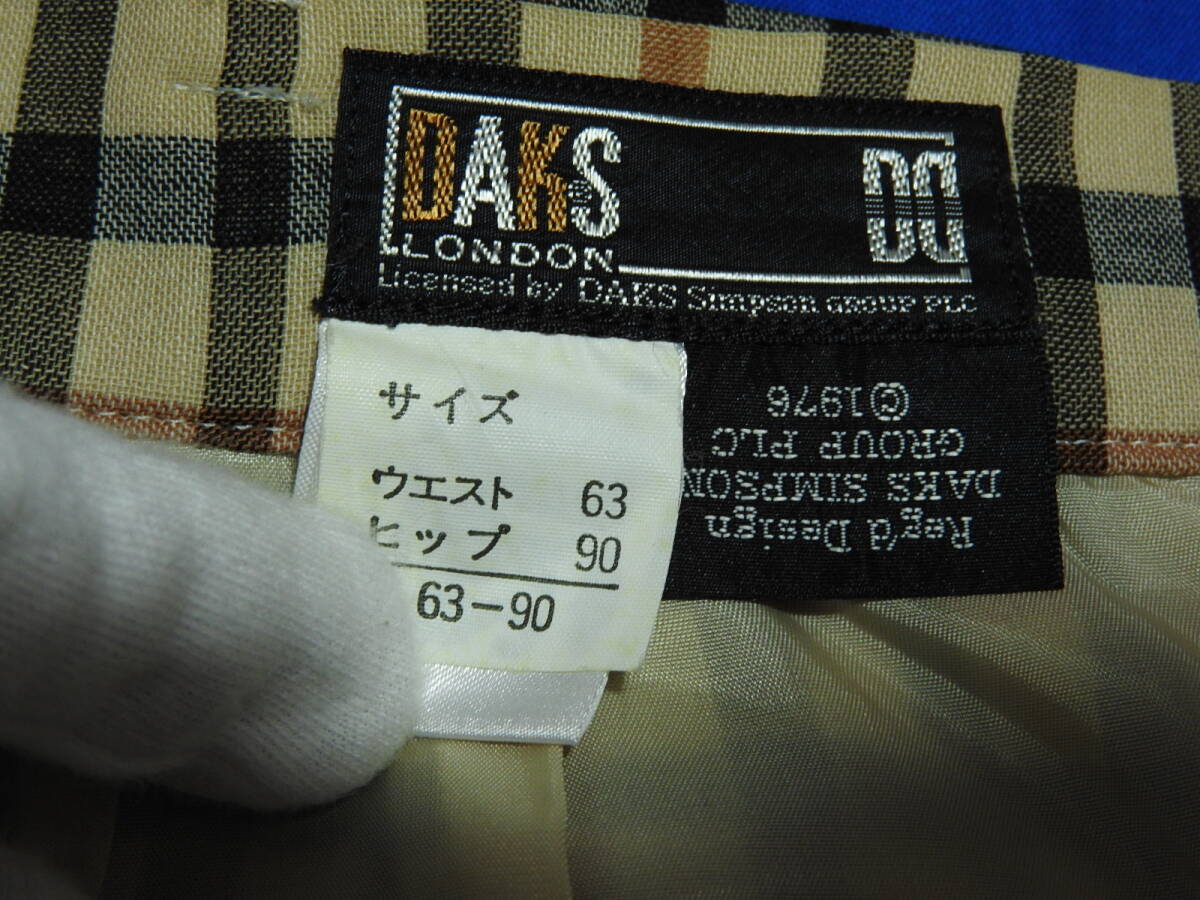 DAKS
LONDON
DD
Licensed by DAKS Simpson GROUP PLC
サイズ
ウエスト 63
ヒップ 90
63-90
Reg'd Design
DAKS SIMPSON
GROUP PLC
©1976